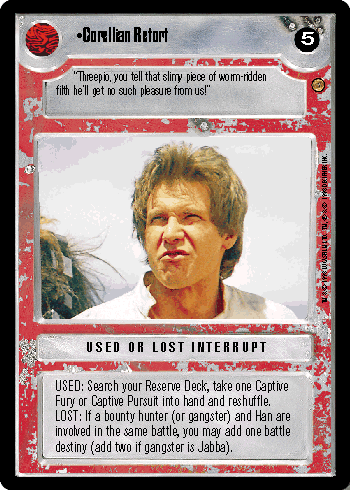 •Corellian Retort
5
"Threepio, you tell that slimy piece of worm-ridden
filth he'll get no such pleasure from us!"
USED OR LOST INTERRUPT
USED: Search your Reserve Deck, take one Captive
Fury or Captive Pursuit into hand and reshuffle.
LOST: If a bounty hunter (or gangster) and Han are
involved in the same battle, you may add one battle
destiny (add two if gangster is Jabba).